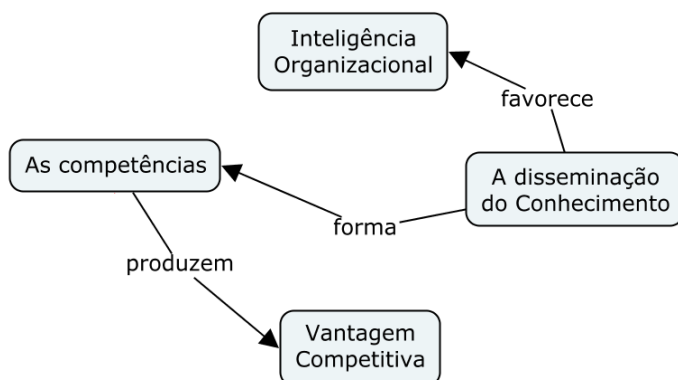 Inteligência
Organizacional
favorece
As competências
A disseminação
do Conhecimento
forma
produzem
Vantagem
Competitiva